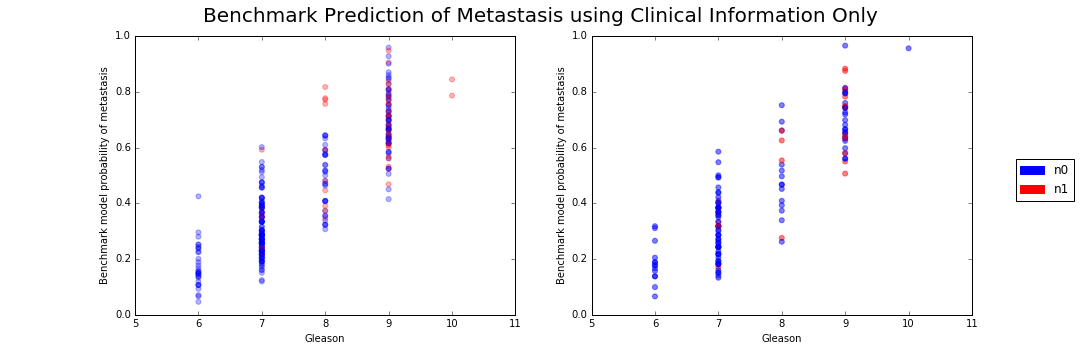 Benchmark Prediction of Metastasis using Clinical Information Only
Benchmark model probability of metastasis
1.0
0.8
0.6
0.4
0.2
0.0
5 6 7 8 9 10 11
Gleason
Benchmark model probability of metastasis
1.0
0.8
0.6
0.4
0.2
0.0
5 6 7 8 9 10 11
Gleason
n0
n1